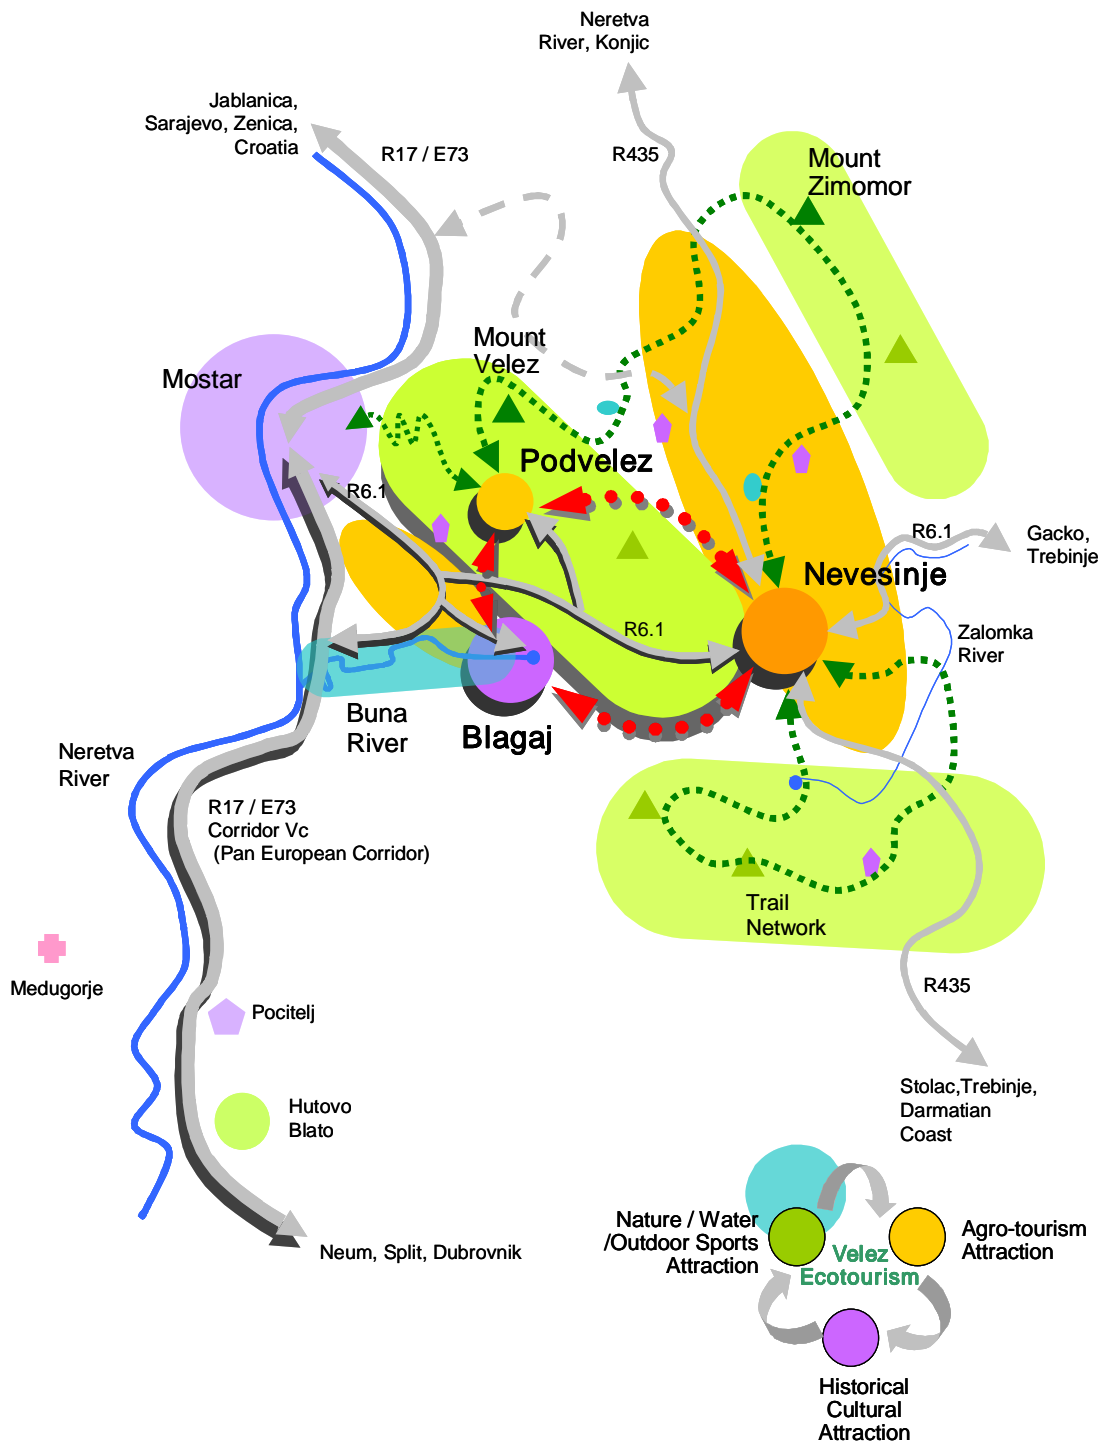 Neretva
River, Konjic
Jablanica,
Sarajevo, Zenica,
Croatia
R17 / E73
R435
Mount
Zimomor
Mount
Velez
Mostar
Podvelez
R6.1
R6.1
Gacko,
Trebinje
Nevesinje
R6.1
Zalomka
River
Buna
River
Blagaj
Neretva
River
R17 / E73
Corridor Vc
(Pan European Corridor)
Trail
Network
Medugorje
Pocitelj
R435
Hutovo
Blato
Stolac,Trebinje,
Darmatian
Coast
Neum, Split, Dubrovnik
Nature / Water
/Outdoor Sports
Attraction
Velez
Ecotourism
Agro-tourism
Attraction
Historical
Cultural
Attraction